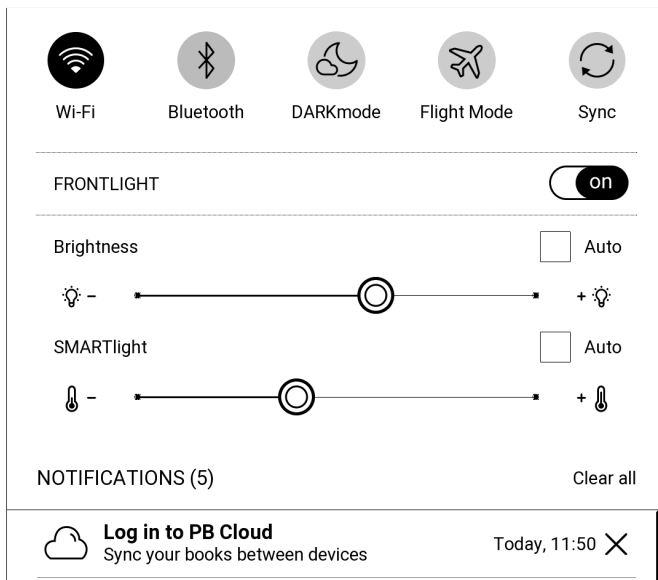 Wi-Fi Bluetooth DARKmode Flight Mode Sync
FRONTLIGHT on
Brightness Auto
- +
SMARTlight Auto
- +
NOTIFICATIONS (5) Clear all
Log in to PB Cloud
Sync your books between devices Today, 11:50